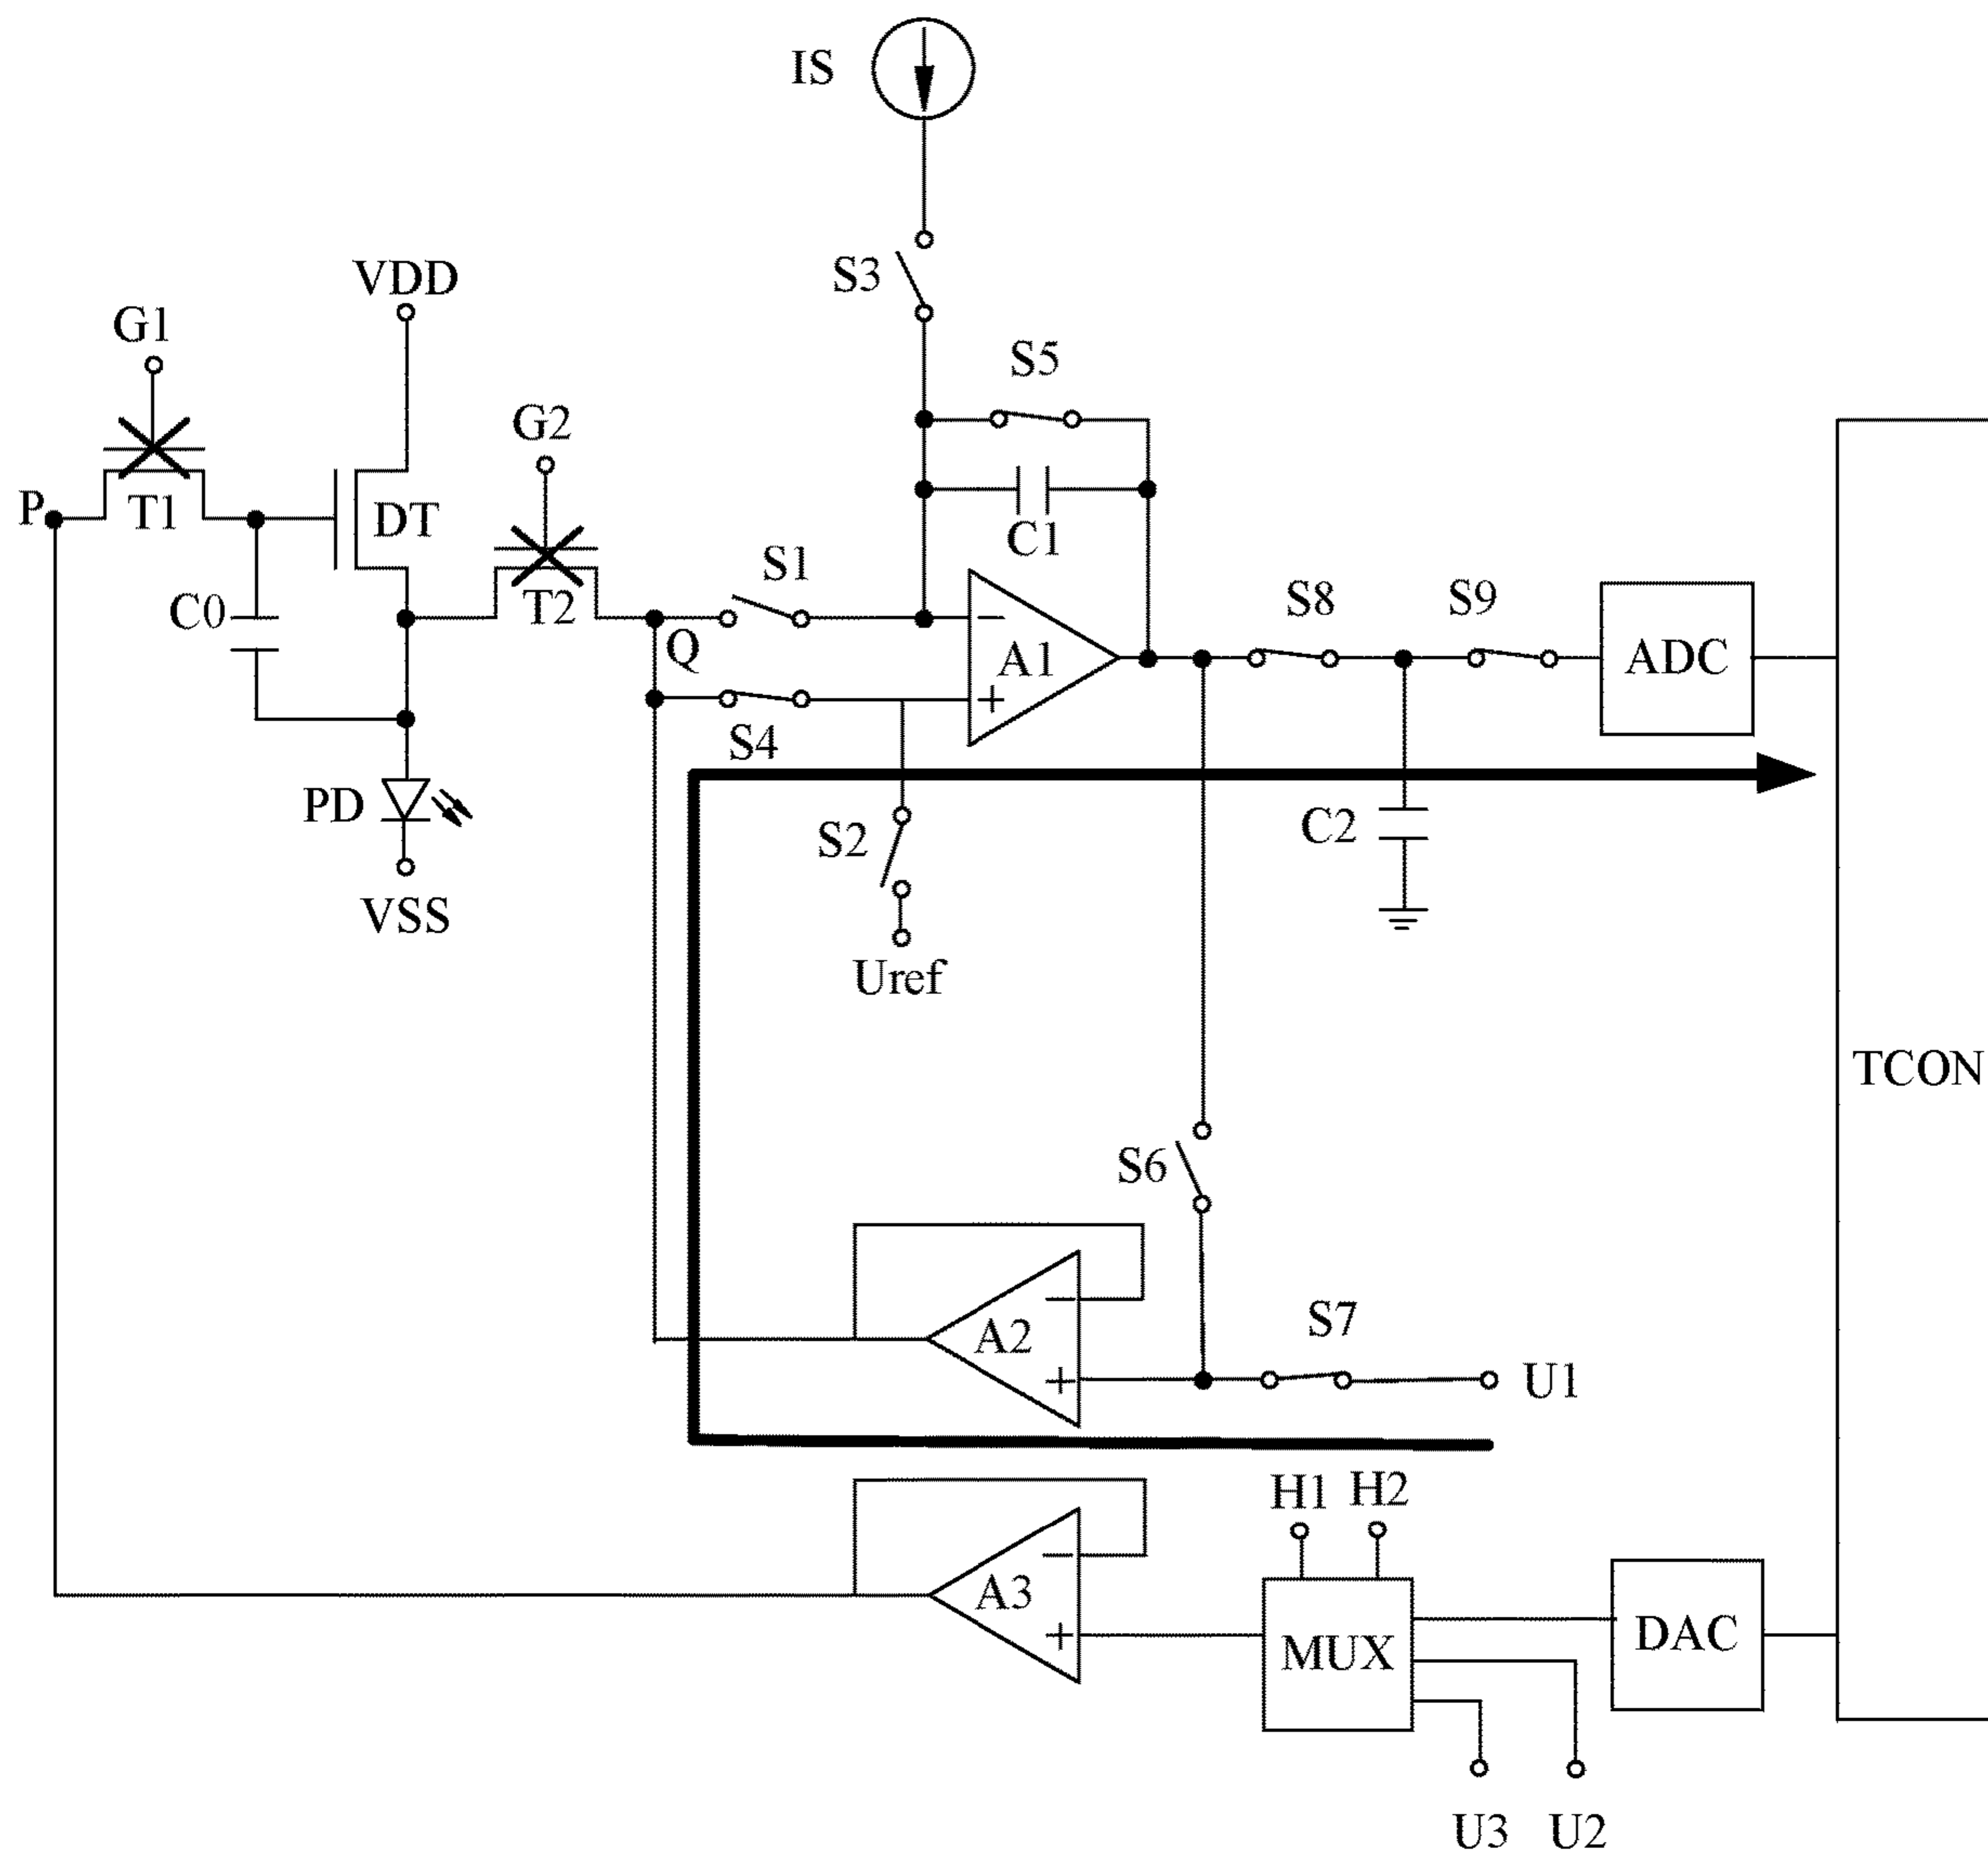 IS
S3
VDD
G1
S5
G2
P
T1
DT
C1
S1
T2
C0
S8
S9
Q
A1
ADC
−
+
S4
PD
S2
C2
VSS
Uref
TCON
S6
−
A2
+
S7
U1
H1
H2
−
A3
+
MUX
DAC
U3
U2